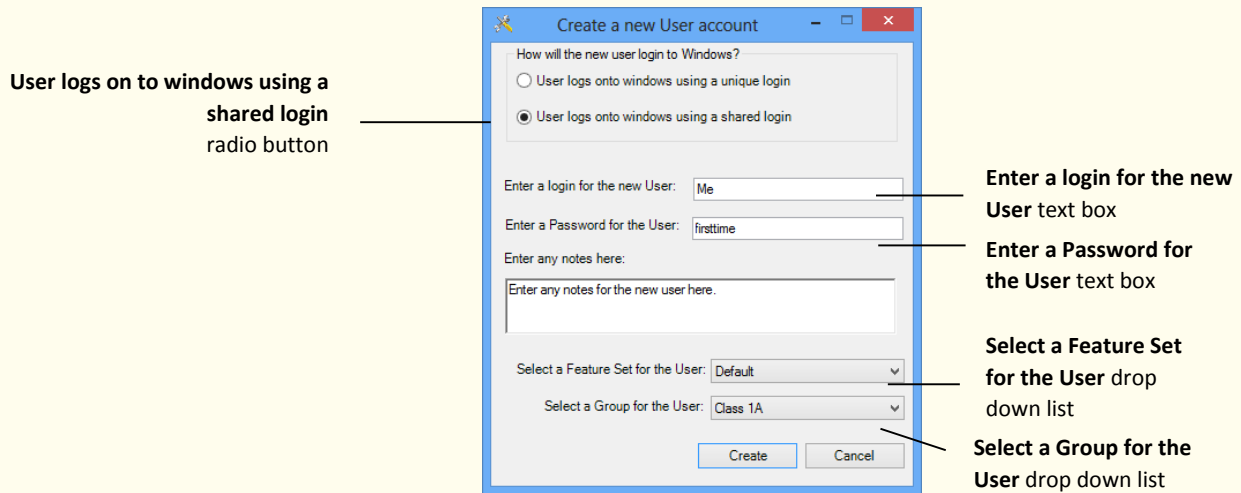 Create a new User account
How will the new user login to Windows?
User logs onto windows using a unique login
User logs onto windows using a shared login
User logs on to windows using a
shared login
radio button
Enter a login for the new User: Me
Enter a Password for the User: firsttime
Enter any notes here:
Enter any notes for the new user here.
Select a Feature Set for the User: Default
Select a Group for the User: Class 1A
Create Cancel
Enter a login for the new
User text box
Enter a Password for
the User text box
Select a Feature Set
for the User drop
down list
Select a Group for the
User drop down list